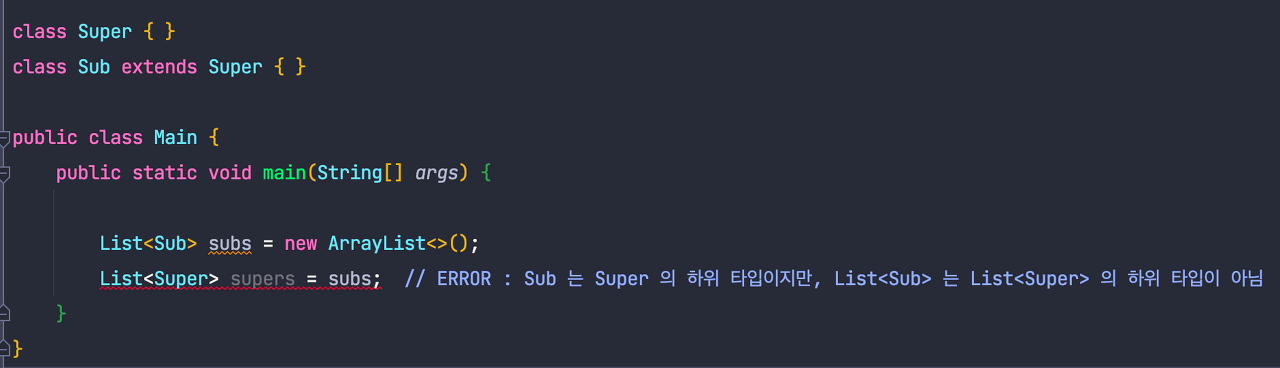 class Super { }
class Sub extends Super { }
public class Main {
public static void main(String[] args) {
List<Sub> subs = new ArrayList<>();
List<Super> supers = subs; // ERROR : Sub 는 Super 의 하위 타입이지만, List<Sub> 는 List<Super> 의 하위 타입이 아님
}
}